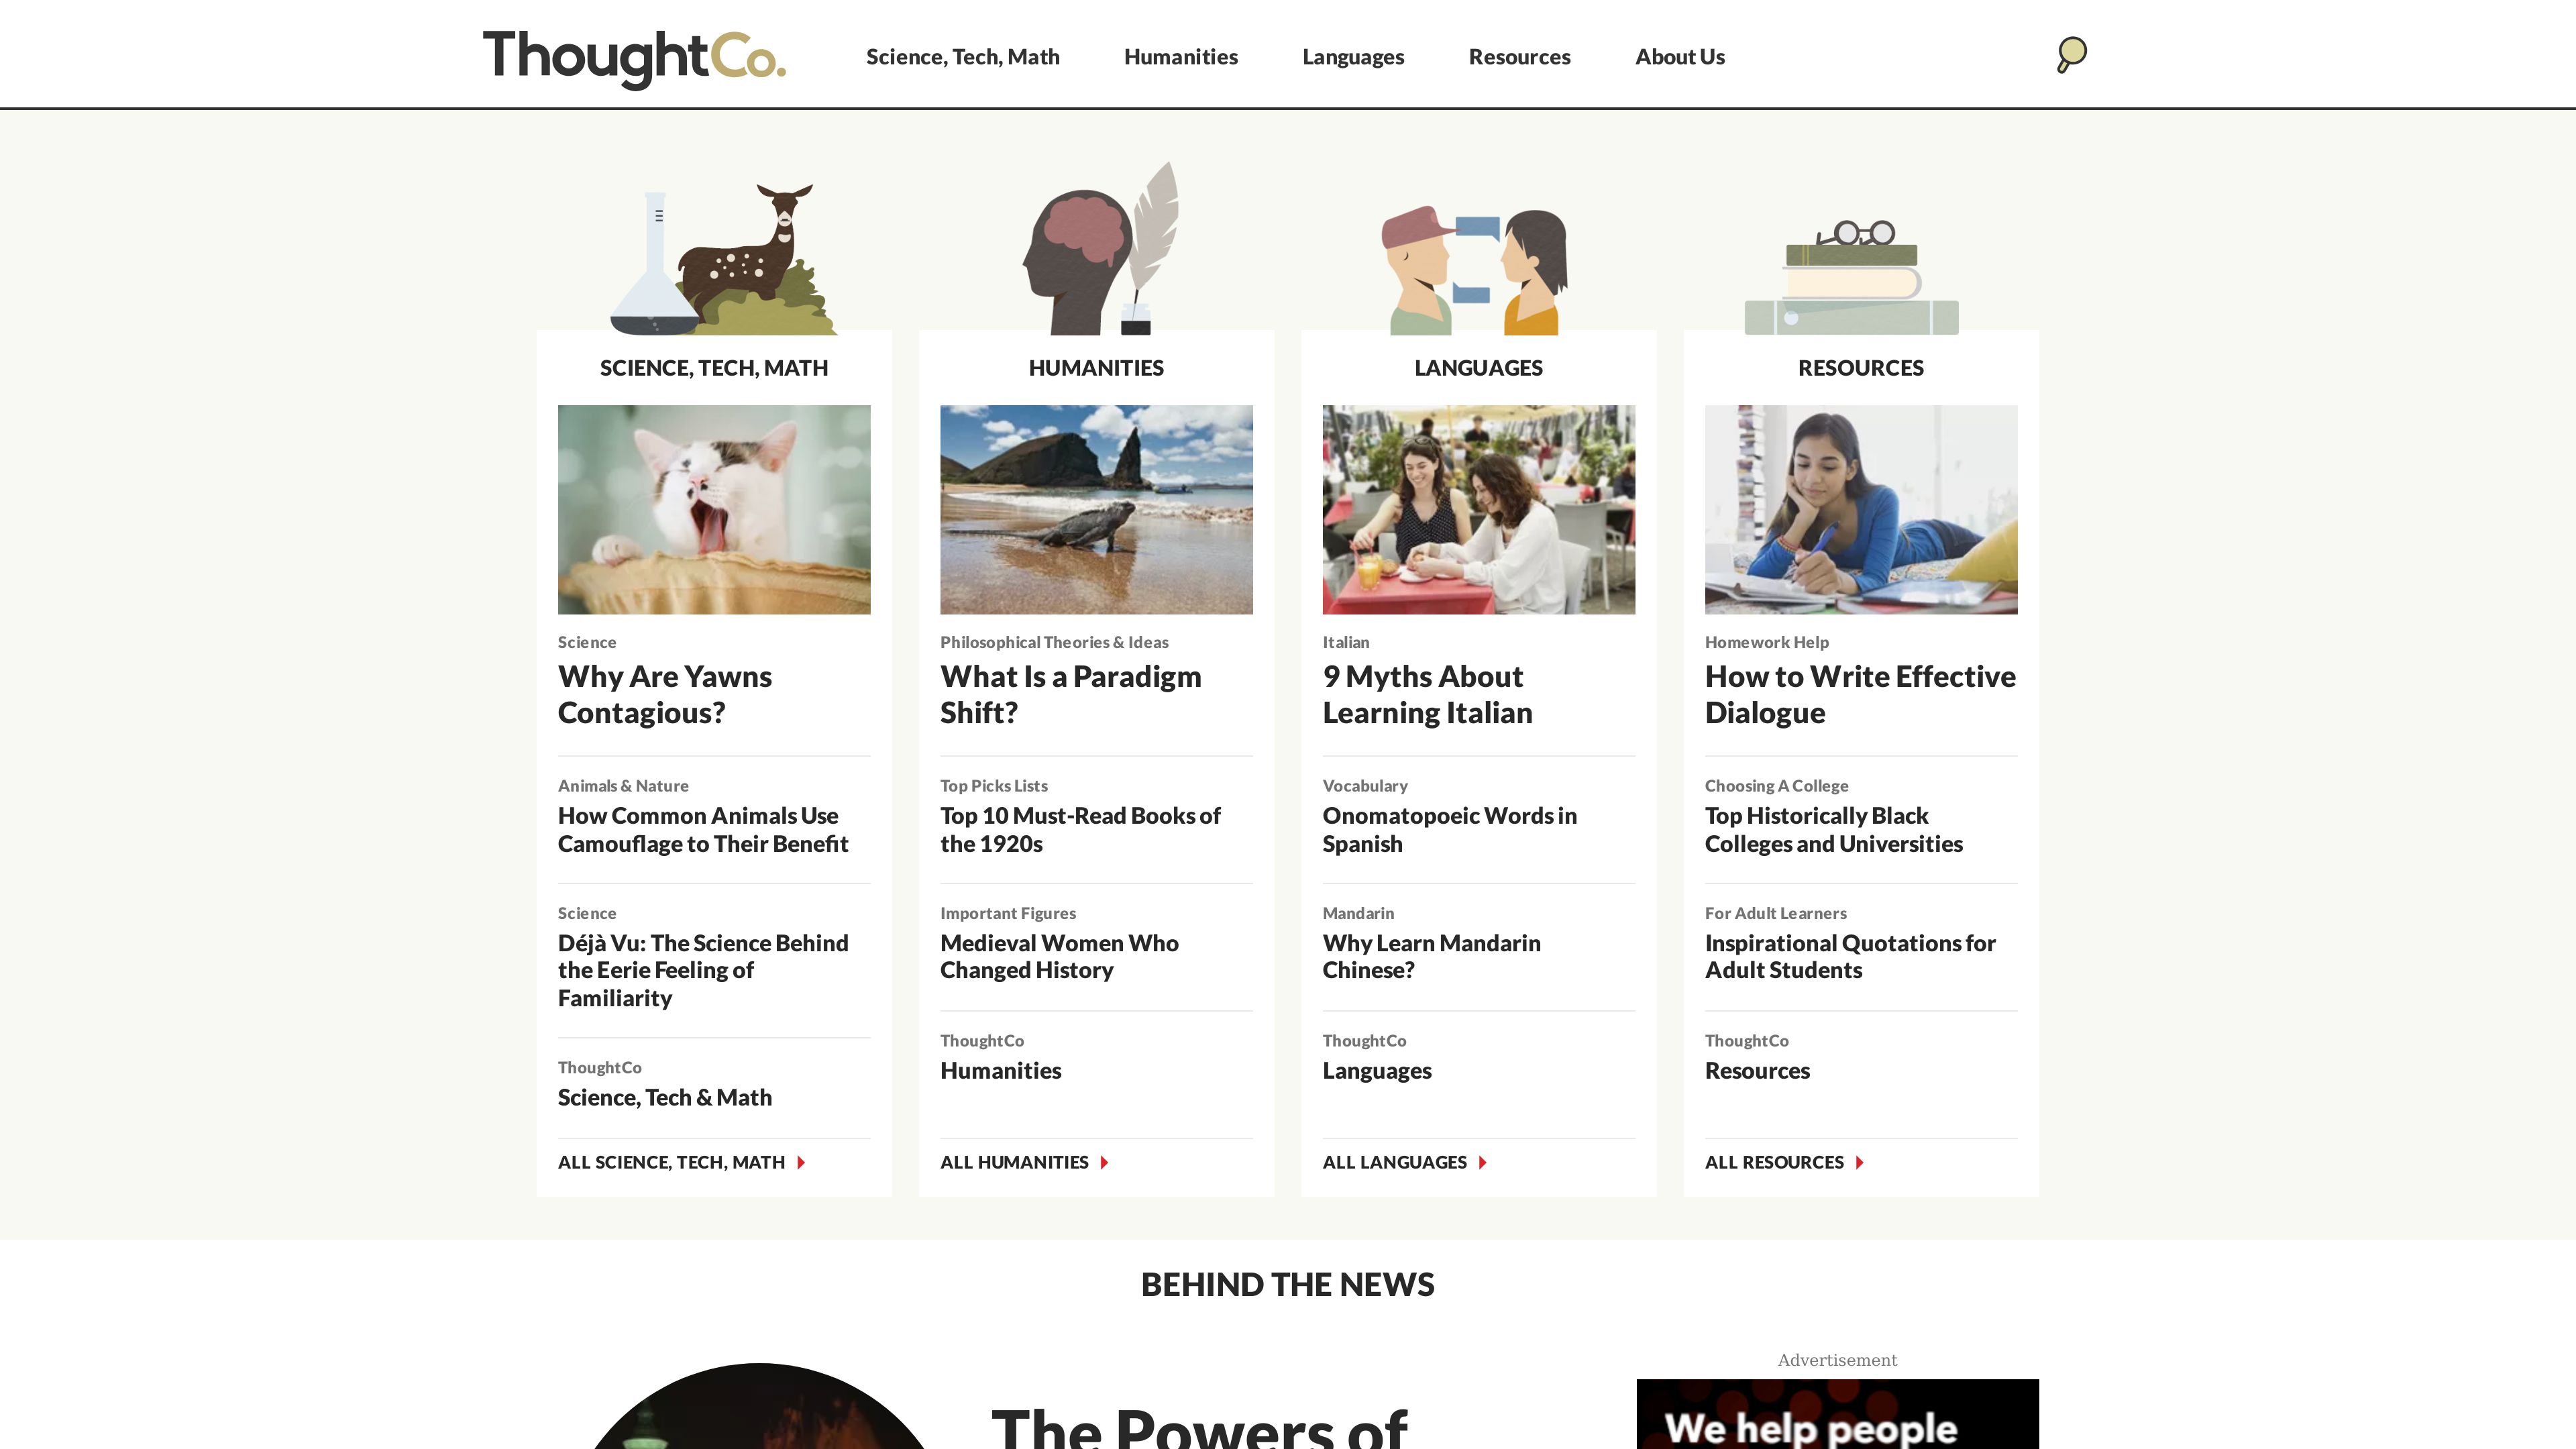 ThoughtCo.
Science, Tech, Math
Humanities
Languages
Resources
About Us
SCIENCE, TECH, MATH
Science
Why Are Yawns
Contagious?
Animals & Nature
How Common Animals Use
Camouflage to Their Benefit
Science
Déjà Vu: The Science Behind
the Eerie Feeling of
Familiarity
ThoughtCo
Science, Tech & Math
ALL SCIENCE, TECH, MATH
HUMANITIES
Philosophical Theories & Ideas
What Is a Paradigm
Shift?
Top Picks Lists
Top 10 Must-Read Books of
the 1920s
Important Figures
Medieval Women Who
Changed History
ThoughtCo
Humanities
ALL HUMANITIES
LANGUAGES
Italian
9 Myths About
Learning Italian
Vocabulary
Onomatopoeic Words in
Spanish
Mandarin
Why Learn Mandarin
Chinese?
ThoughtCo
Languages
ALL LANGUAGES
RESOURCES
Homework Help
How to Write Effective
Dialogue
Choosing A College
Top Historically Black
Colleges and Universities
For Adult Learners
Inspirational Quotations for
Adult Students
ThoughtCo
Resources
ALL RESOURCES
BEHIND THE NEWS
The Powers of
Advertisement
We help people